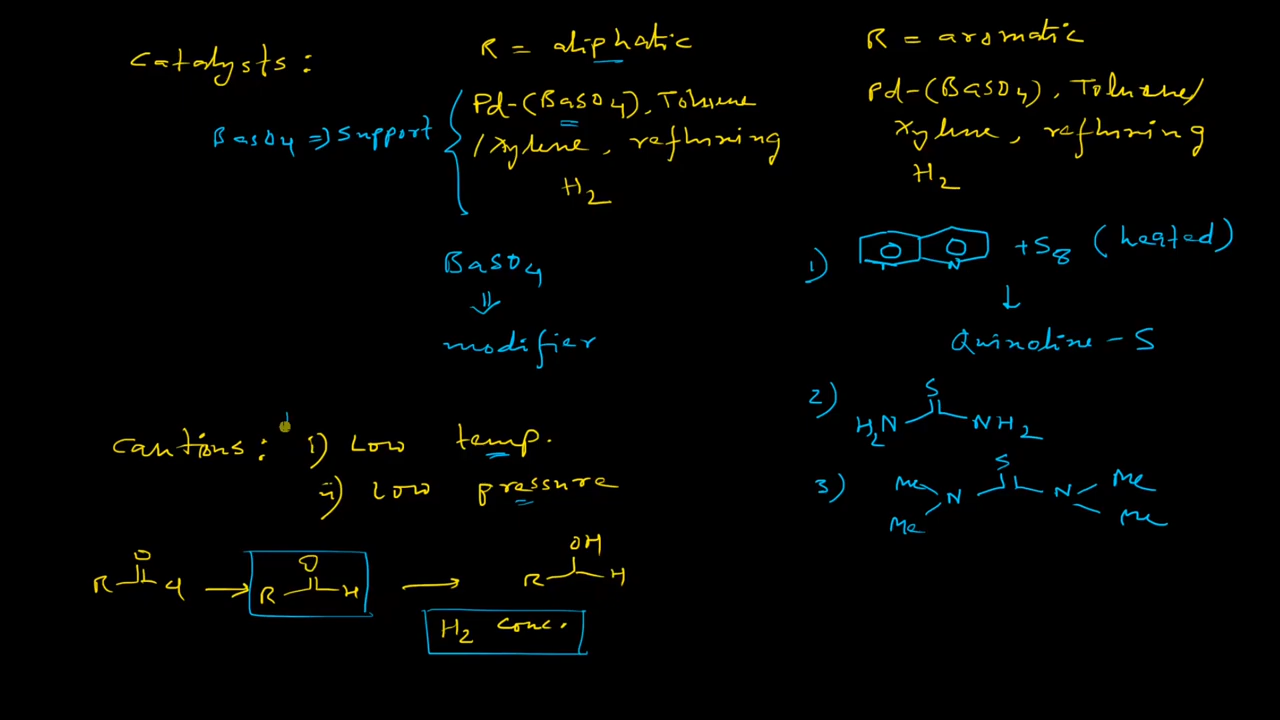 Catalysts:
R = aliphatic
Pd-(BaSO4), Toluene
/Xylene, refluxing
H2
BaSO4 => Support
BaSO4
⇓
modifier
R = aromatic
Pd-(BaSO4), Toluene/
Xylene, refluxing
H2
1) N +S8 (heated)
↓
Quinoline - S
2) H2N S NH2
3) Me Me N S N Me Me
Cautions: i) Low temp.
ii) Low pressure
R O Cl → R O H → R OH H
H2 conc.